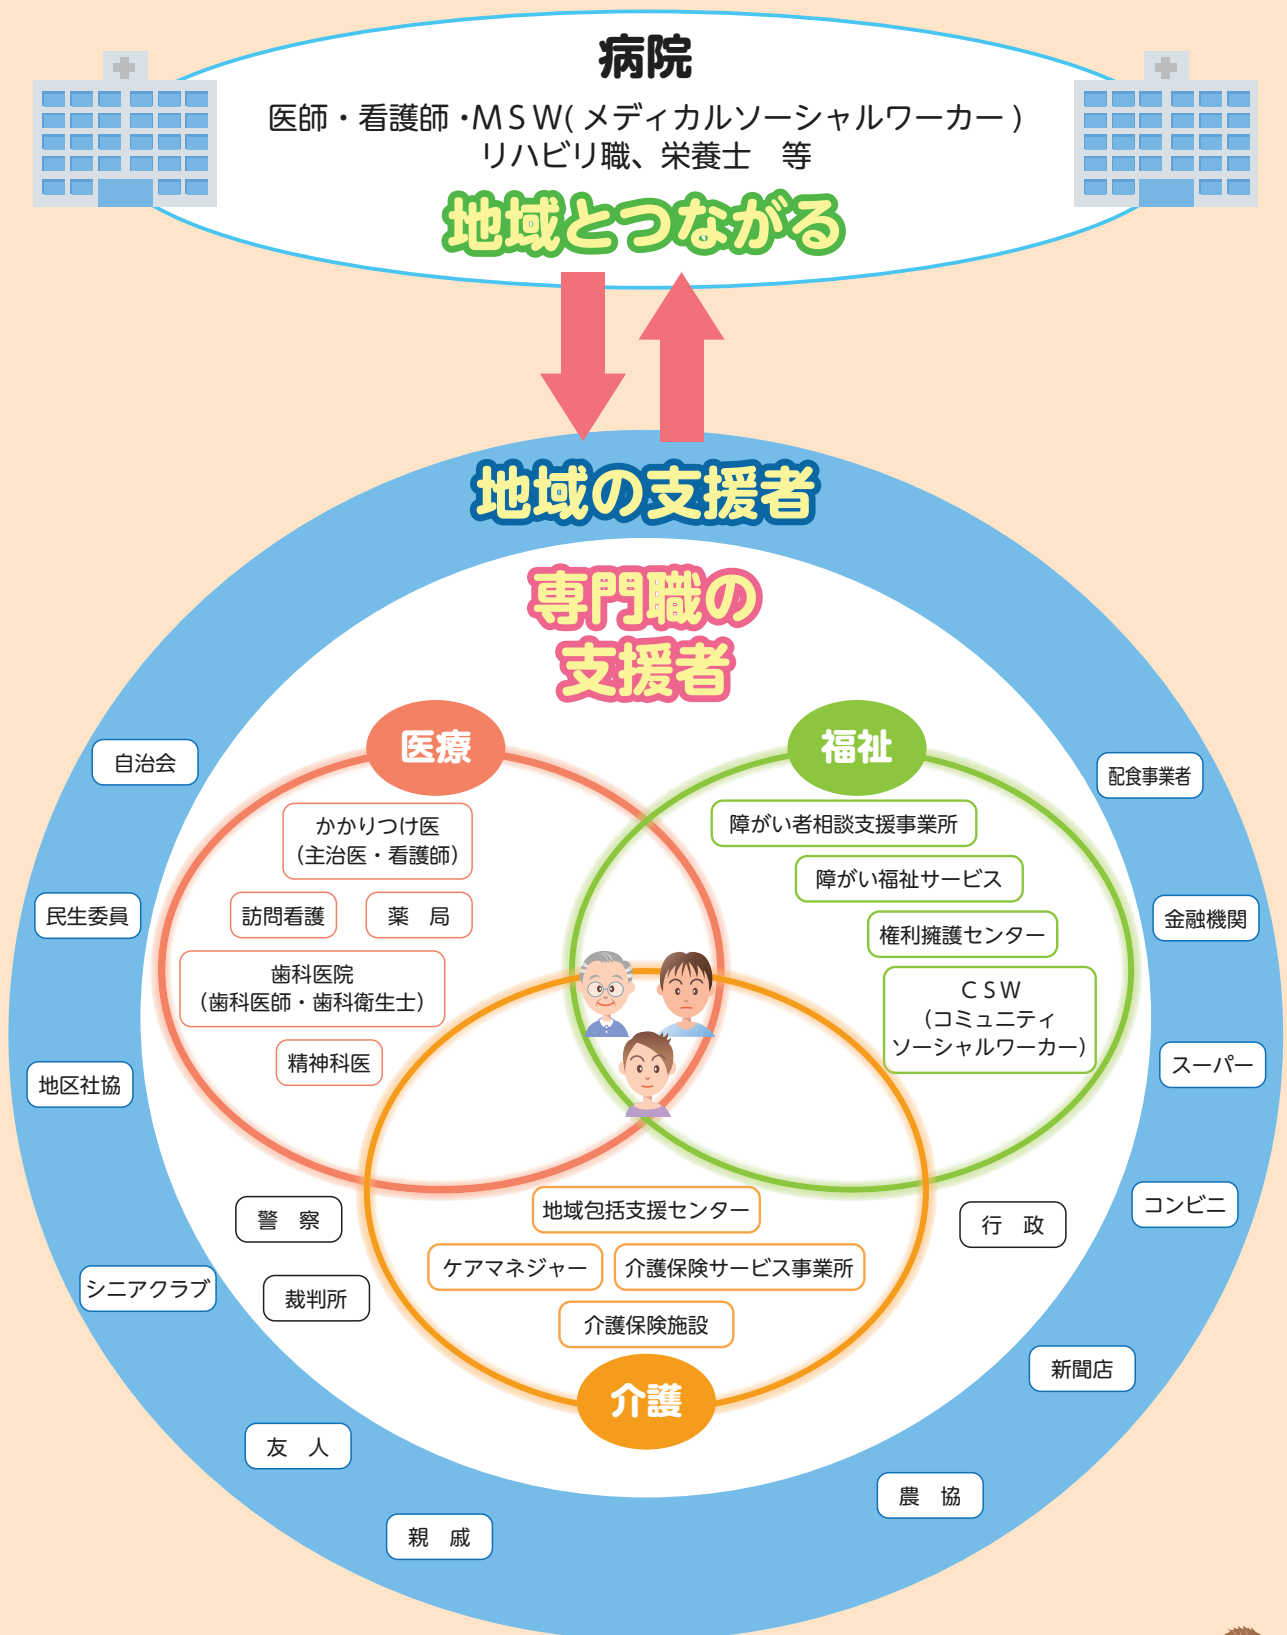 病院
医師・看護師・MSW(メディカルソーシャルワーカー)
リハビリ職、栄養士　等
地域とつながる
地域の支援者
専門職の
支援者
医療
福祉
自治会
民生委員
地区社協
シニアクラブ
友　人
親　戚
配食事業者
金融機関
スーパー
コンビニ
新聞店
農　協
かかりつけ医
（主治医・看護師）
訪問看護
薬　局
歯科医院
（歯科医師・歯科衛生士）
精神科医
障がい者相談支援事業所
障がい福祉サービス
権利擁護センター
ＣＳＷ
（コミュニティ
ソーシャルワーカー）
警　察
裁判所
行　政
地域包括支援センター
ケアマネジャー
介護保険サービス事業所
介護保険施設
介護